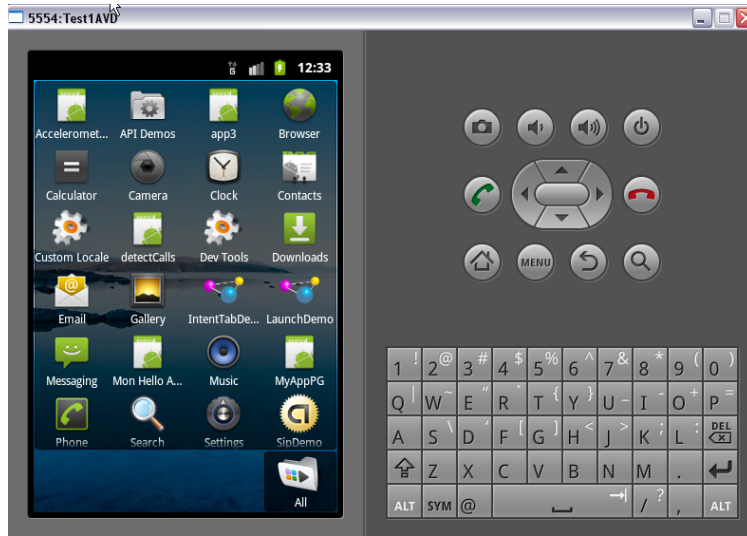 5554:Test1AVD
G 12:33
Acceleromet... API Demos app3 Browser
Calculator Camera Clock Contacts
Custom Locale detectCalls Dev Tools Downloads
Email Gallery IntentTabDe... LaunchDemo
Messaging Mon Hello A... Music MyAppPG
Phone Search Settings SipDemo
All
MENU
1 ! 2 @ 3 # 4 $ 5 % 6 ^ 7 & 8 * 9 ( 0 )
Q | W ~ E " R ` T { Y } U _ I - O + P =
A S \ D ' F [ G ] H < J > K ; L : DEL
Z X C V B N M .
ALT SYM @ / ? , ALT